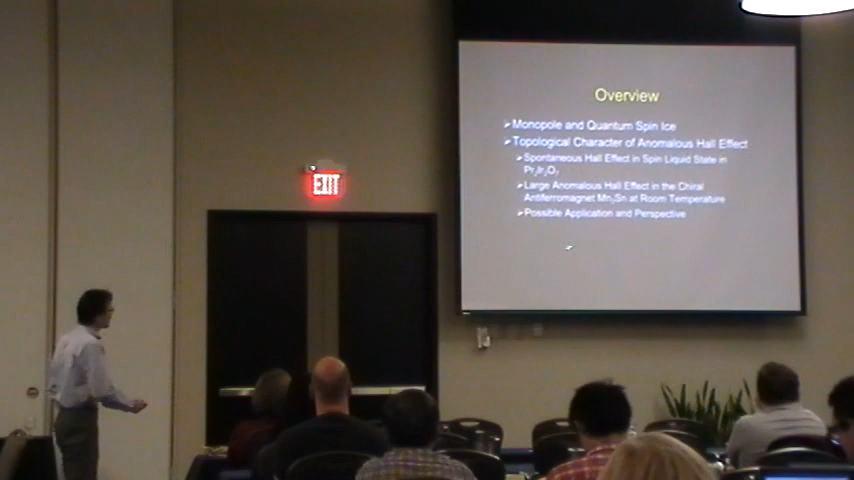 Overview
➢Monopole and Quantum Spin Ice
➢Topological Character of Anomalous Hall Effect
➢Spontaneous Hall Effect in Spin Liquid State in
Pr₂Ir₂O₇
➢Large Anomalous Hall Effect in the Chiral
Antiferromagnet Mn₃Sn at Room Temperature
➢Possible Application and Perspective
EXIT